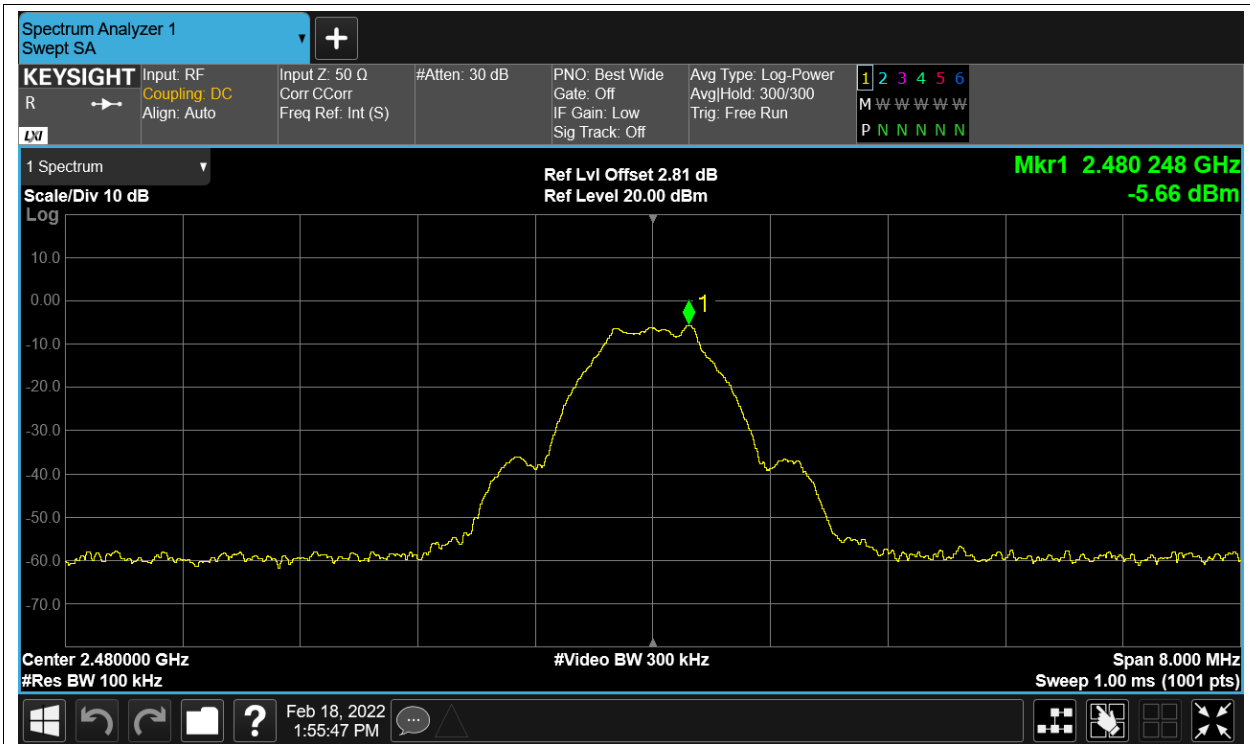 Spectrum Analyzer 1
Swept SA
KEYSIGHT
R
LXI
Input: RF
Coupling: DC
Align: Auto
Input Z: 50 Ω
Corr CCorr
Freq Ref: Int (S)
#Atten: 30 dB
PNO: Best Wide
Gate: Off
IF Gain: Low
Sig Track: Off
Avg Type: Log-Power
Avg|Hold: 300/300
Trig: Free Run
1 2 3 4 5 6
M W W W W W
P N N N N N
1 Spectrum
Scale/Div 10 dB
Log
Ref Lvl Offset 2.81 dB
Ref Level 20.00 dBm
Mkr1 2.480 248 GHz
-5.66 dBm
10.0
0.00
1
-10.0
-20.0
-30.0
-40.0
-50.0
-60.0
-70.0
Center 2.480000 GHz
#Video BW 300 kHz
Span 8.000 MHz
#Res BW 100 kHz
Sweep 1.00 ms (1001 pts)
?
Feb 18, 2022
1:55:47 PM